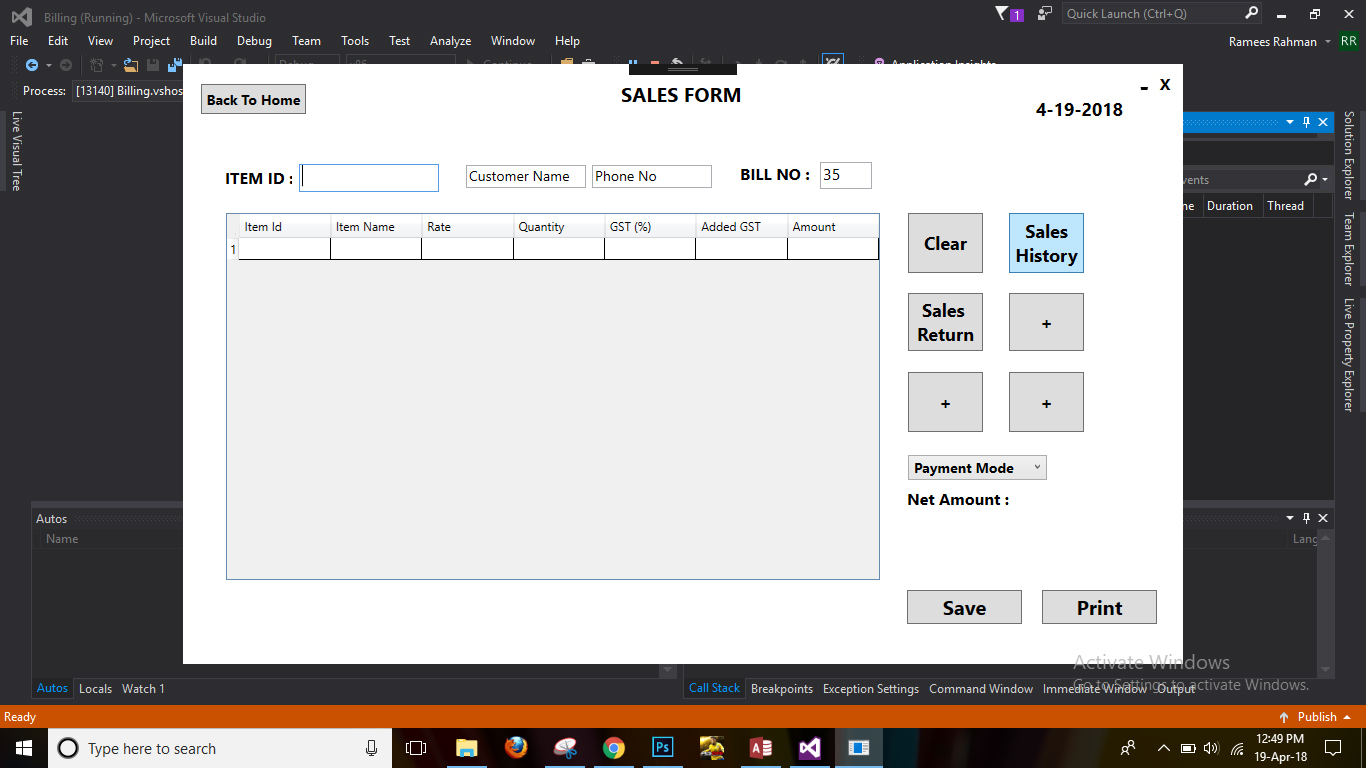 Billing (Running) - Microsoft Visual Studio
1
Quick Launch (Ctrl+Q)
File Edit View Project Build Debug Team Tools Test Analyze Window Help
Ramees Rahman RR
Process: [13140] Billing.vshos
Live Visual Tree
Back To Home
SALES FORM
- X
4-19-2018
ITEM ID :
Customer Name
Phone No
BILL NO : 35
Item Id Item Name Rate Quantity GST (%) Added GST Amount
1
Clear
Sales
History
Sales
Return
+
+
+
Payment Mode
Net Amount :
Save
Print
Duration Thread
Solution Explorer
Team Explorer
Live Property Explorer
Autos
Name
Lang
Activate Windows
Go to Settings to activate Windows.
Autos Locals Watch 1
Call Stack Breakpoints Exception Settings Command Window Immediate Window Output
Ready
Publish
Type here to search
Ps
12:49 PM
19-Apr-18